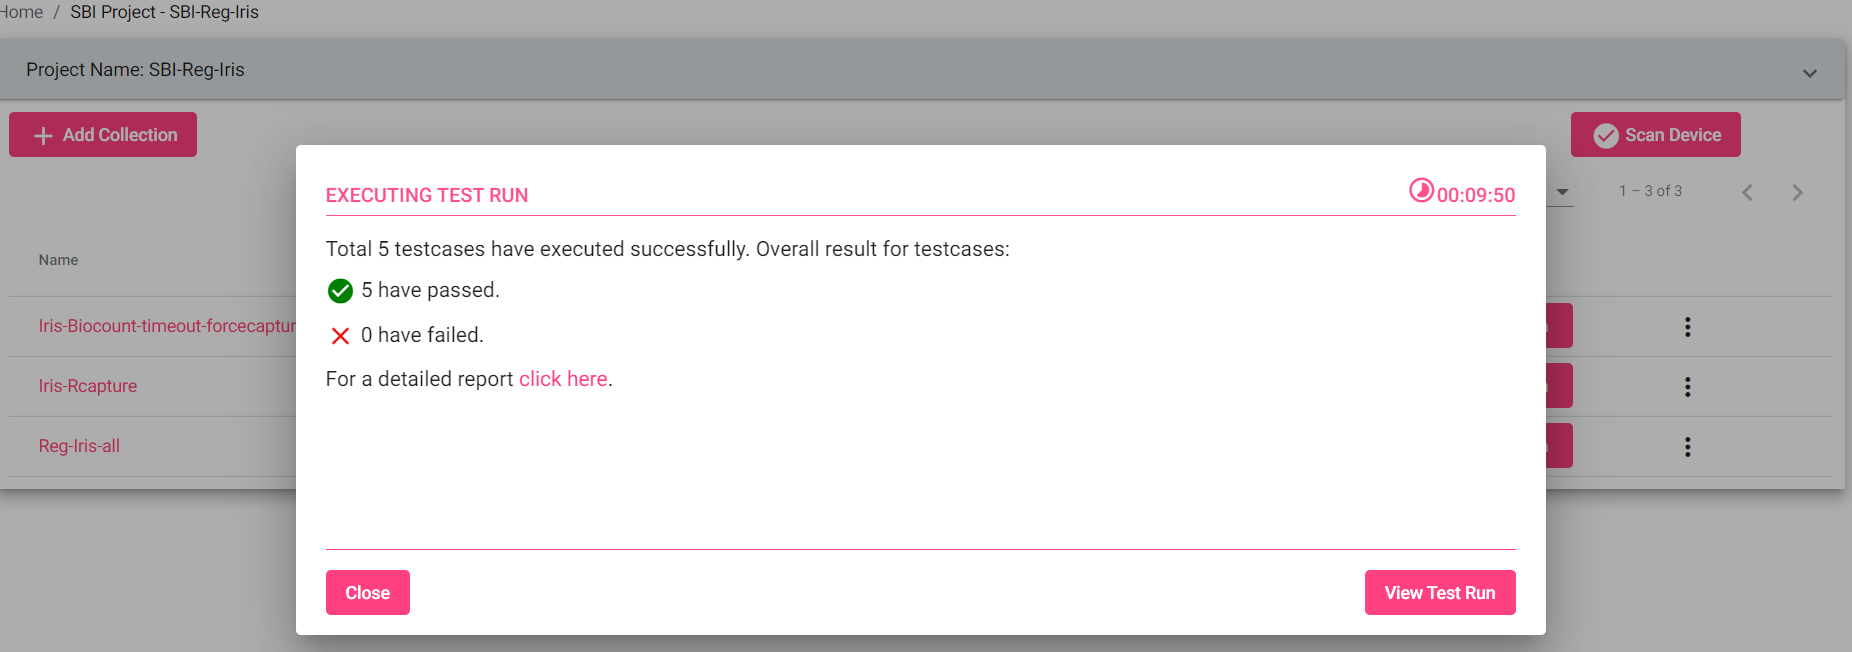 Home / SBI Project - SBI-Reg-Iris
Project Name: SBI-Reg-Iris
Add Collection
Scan Device
EXECUTING TEST RUN
00:09:50
1 – 3 of 3
Total 5 testcases have executed successfully. Overall result for testcases:
Name
5 have passed.
Iris-Biocount-timeout-forcecaptur
0 have failed.
Iris-Rcapture
For a detailed report click here.
Reg-Iris-all
Close
View Test Run